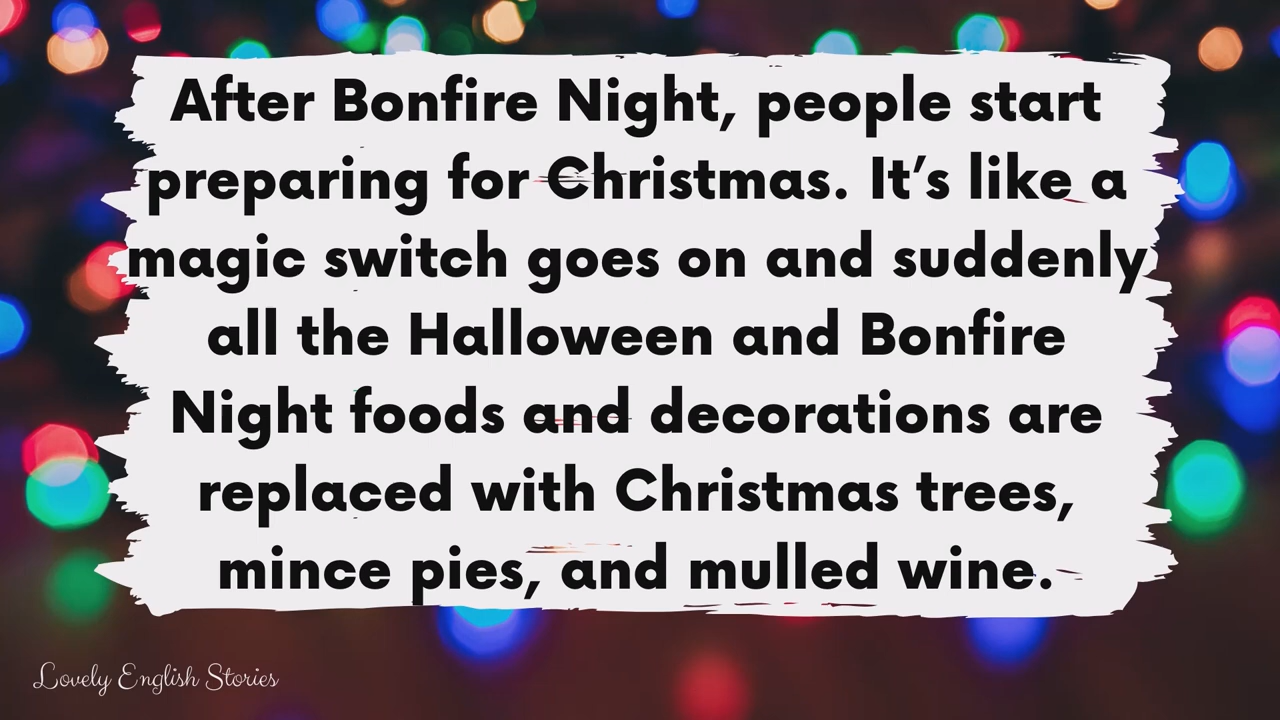 After Bonfire Night, people start
preparing for Christmas. It’s like a
magic switch goes on and suddenly
all the Halloween and Bonfire
Night foods and decorations are
replaced with Christmas trees,
mince pies, and mulled wine.
Lovely English Stories